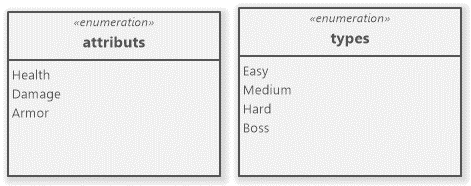 «enumeration»
attributs
Health
Damage
Armor
«enumeration»
types
Easy
Medium
Hard
Boss